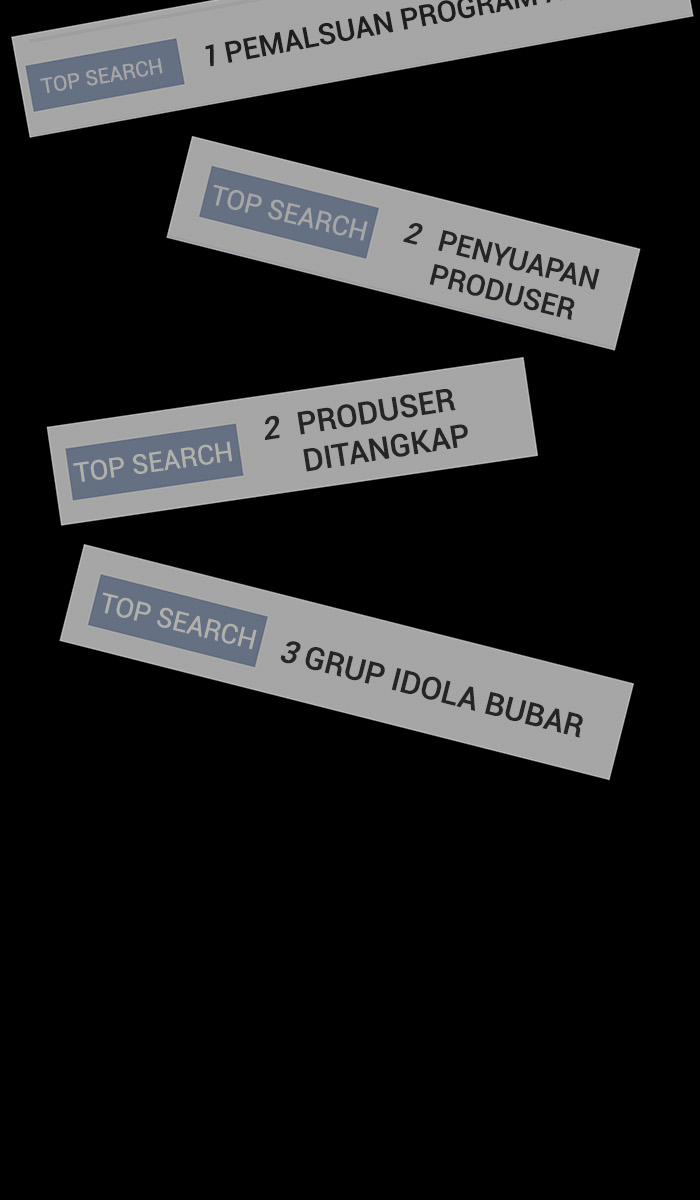 TOP SEARCH
1 PEMALSUAN PROGRAM
TOP SEARCH
2 PENYUAPAN
PRODUSER
TOP SEARCH
2 PRODUSER
DITANGKAP
TOP SEARCH
3 GRUP IDOLA BUBAR